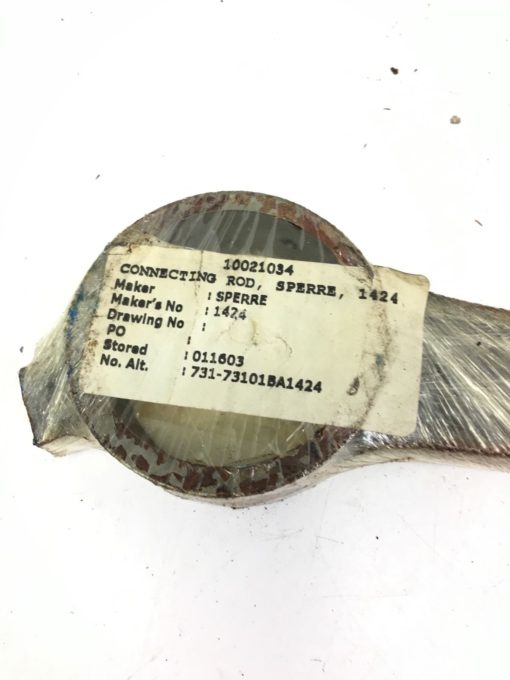 10021034
CONNECTING ROD, SPERRE, 1424
Maker : SPERRE
Maker's No : 1424
Drawing No :
PO :
Stored : 011603
No. Alt. : 731-73101BA1424